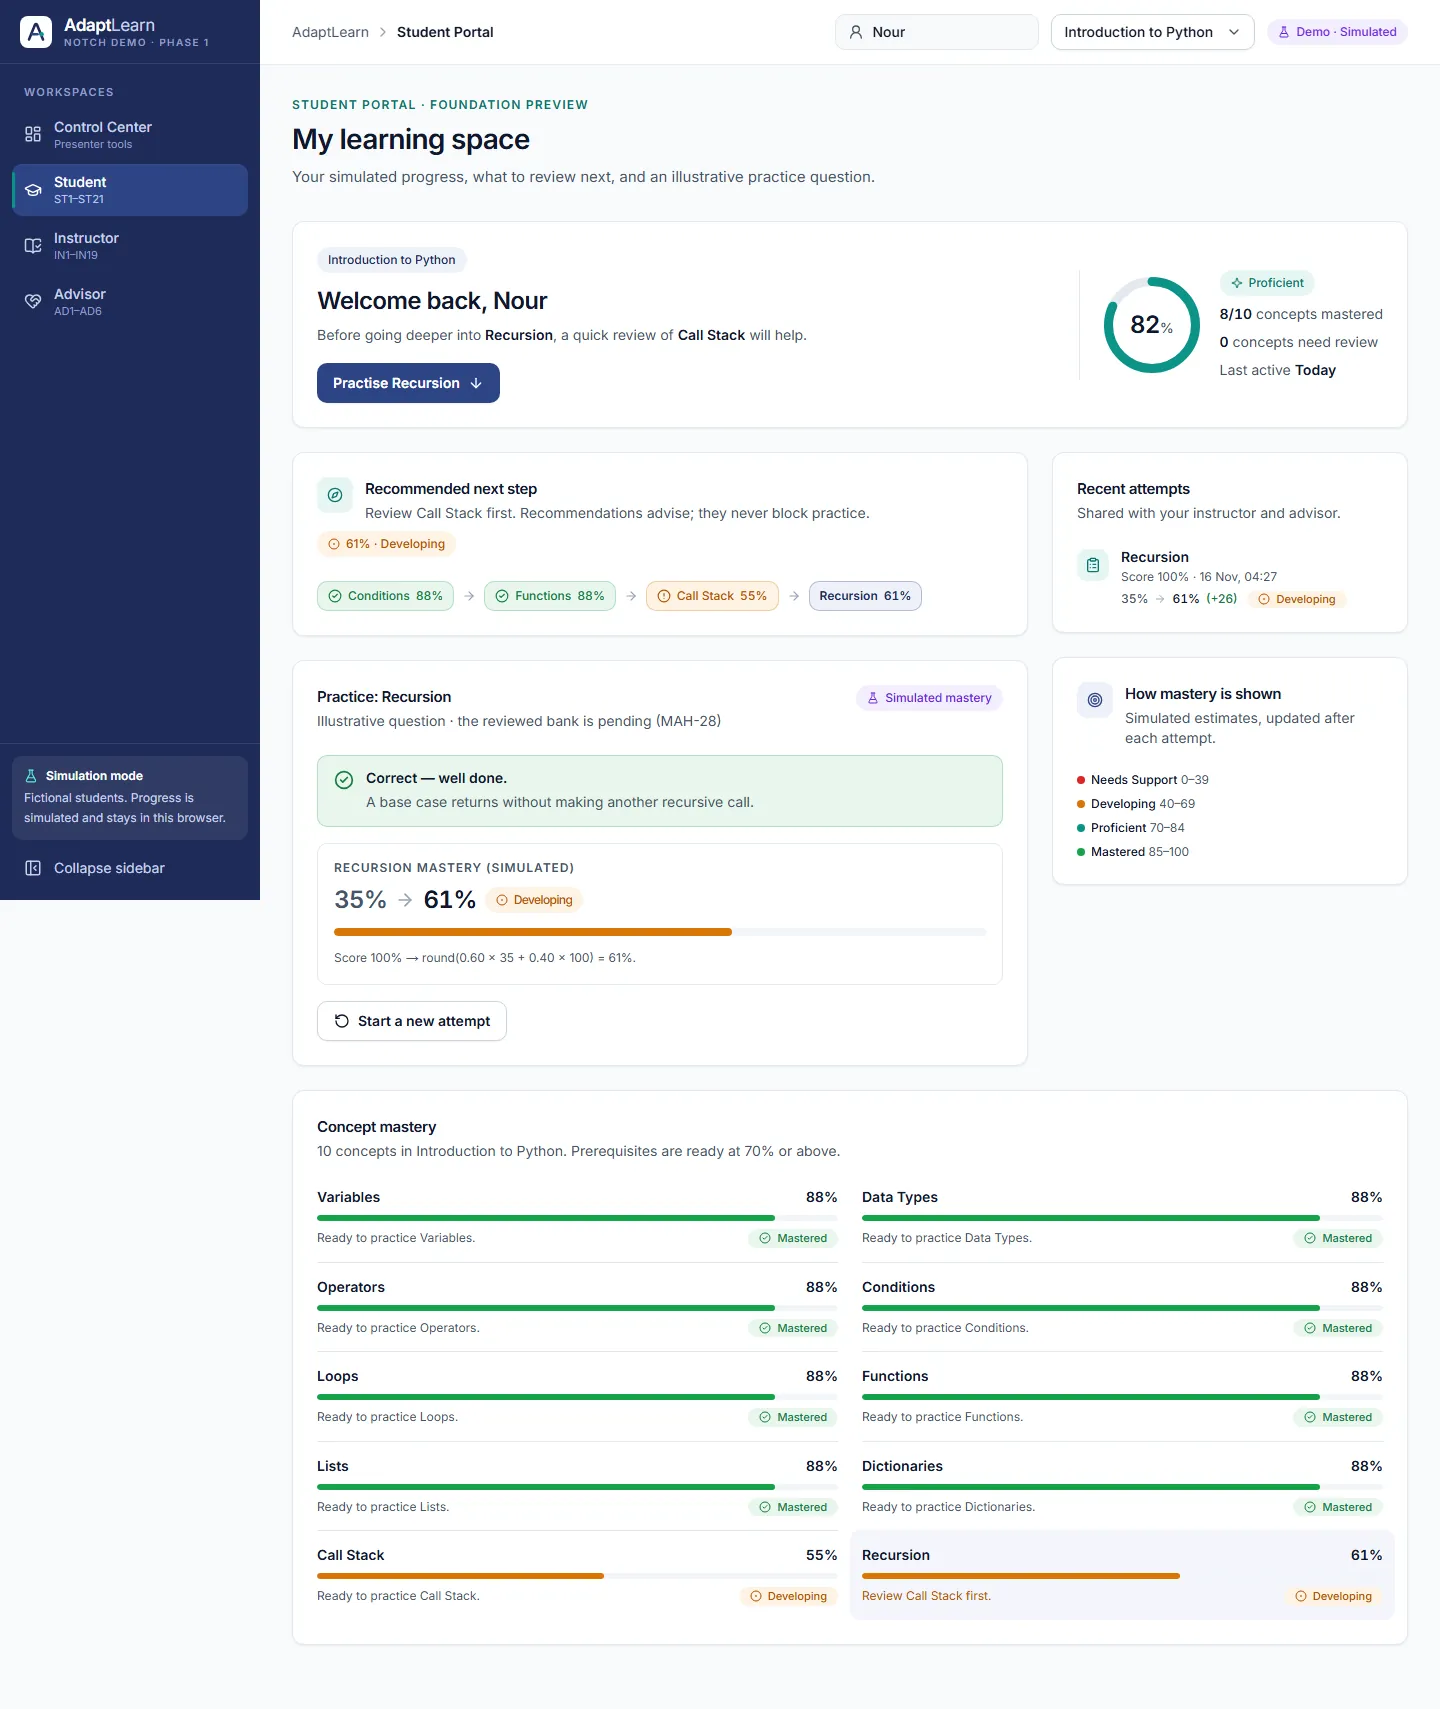 AdaptLearn
NOTCH DEMO · PHASE 1
WORKSPACES
Control Center
Presenter tools
Student
ST1–ST21
Instructor
IN1–IN19
Advisor
AD1–AD6
Simulation mode
Fictional students. Progress is
simulated and stays in this browser.
Collapse sidebar
AdaptLearn > Student Portal
Nour
Introduction to Python
Demo · Simulated
STUDENT PORTAL · FOUNDATION PREVIEW
My learning space
Your simulated progress, what to review next, and an illustrative practice question.
Introduction to Python
Welcome back, Nour
Before going deeper into Recursion, a quick review of Call Stack will help.
Practise Recursion ↓
82%
Proficient
8/10 concepts mastered
0 concepts need review
Last active Today
Recommended next step
Review Call Stack first. Recommendations advise; they never block practice.
61% · Developing
Conditions 88% → Functions 88% → Call Stack 55% → Recursion 61%
Recent attempts
Shared with your instructor and advisor.
Recursion
Score 100% · 16 Nov, 04:27
35% → 61% (+26) Developing
Practice: Recursion
Simulated mastery
Illustrative question · the reviewed bank is pending (MAH-28)
Correct — well done.
A base case returns without making another recursive call.
RECURSION MASTERY (SIMULATED)
35% → 61% Developing
Score 100% → round(0.60 × 35 + 0.40 × 100) = 61%.
Start a new attempt
How mastery is shown
Simulated estimates, updated after
each attempt.
Needs Support 0–39
Developing 40–69
Proficient 70–84
Mastered 85–100
Concept mastery
10 concepts in Introduction to Python. Prerequisites are ready at 70% or above.
Variables 88%
Ready to practice Variables. Mastered
Data Types 88%
Ready to practice Data Types. Mastered
Operators 88%
Ready to practice Operators. Mastered
Conditions 88%
Ready to practice Conditions. Mastered
Loops 88%
Ready to practice Loops. Mastered
Functions 88%
Ready to practice Functions. Mastered
Lists 88%
Ready to practice Lists. Mastered
Dictionaries 88%
Ready to practice Dictionaries. Mastered
Call Stack 55%
Ready to practice Call Stack. Developing
Recursion 61%
Review Call Stack first. Developing